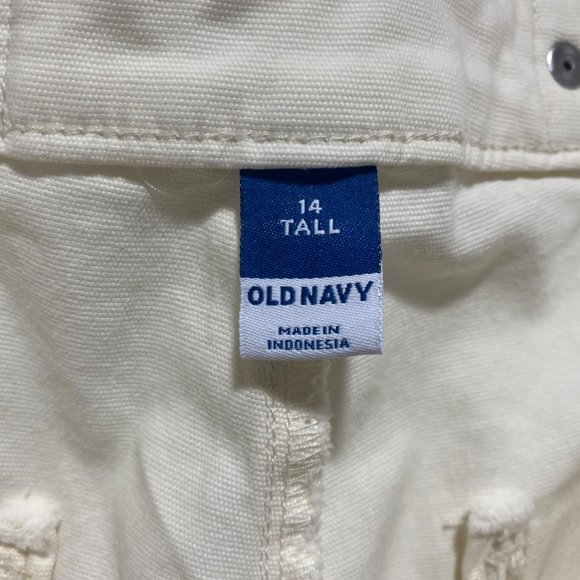 14
TALL
OLD NAVY
MADE IN
INDONESIA